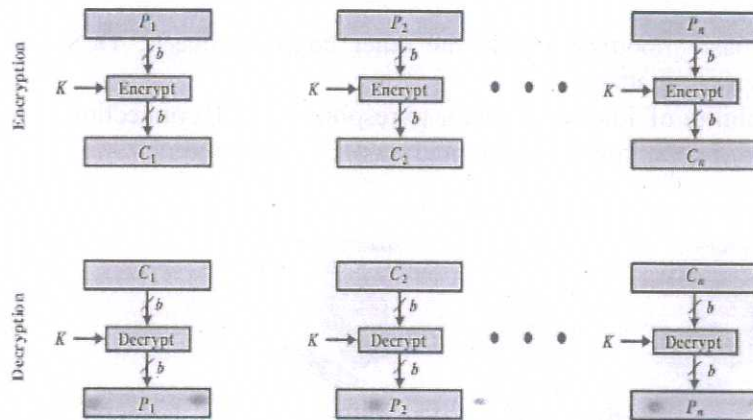 P₁ P₂ Pₙ
b b b
Encryption
K Encrypt K Encrypt • • • K Encrypt
b b b
C₁ C₂ Cₙ
C₁ C₂ Cₙ
b b b
Decryption
K Decrypt K Decrypt • • • K Decrypt
b b b
P₁ P₂ Pₙ